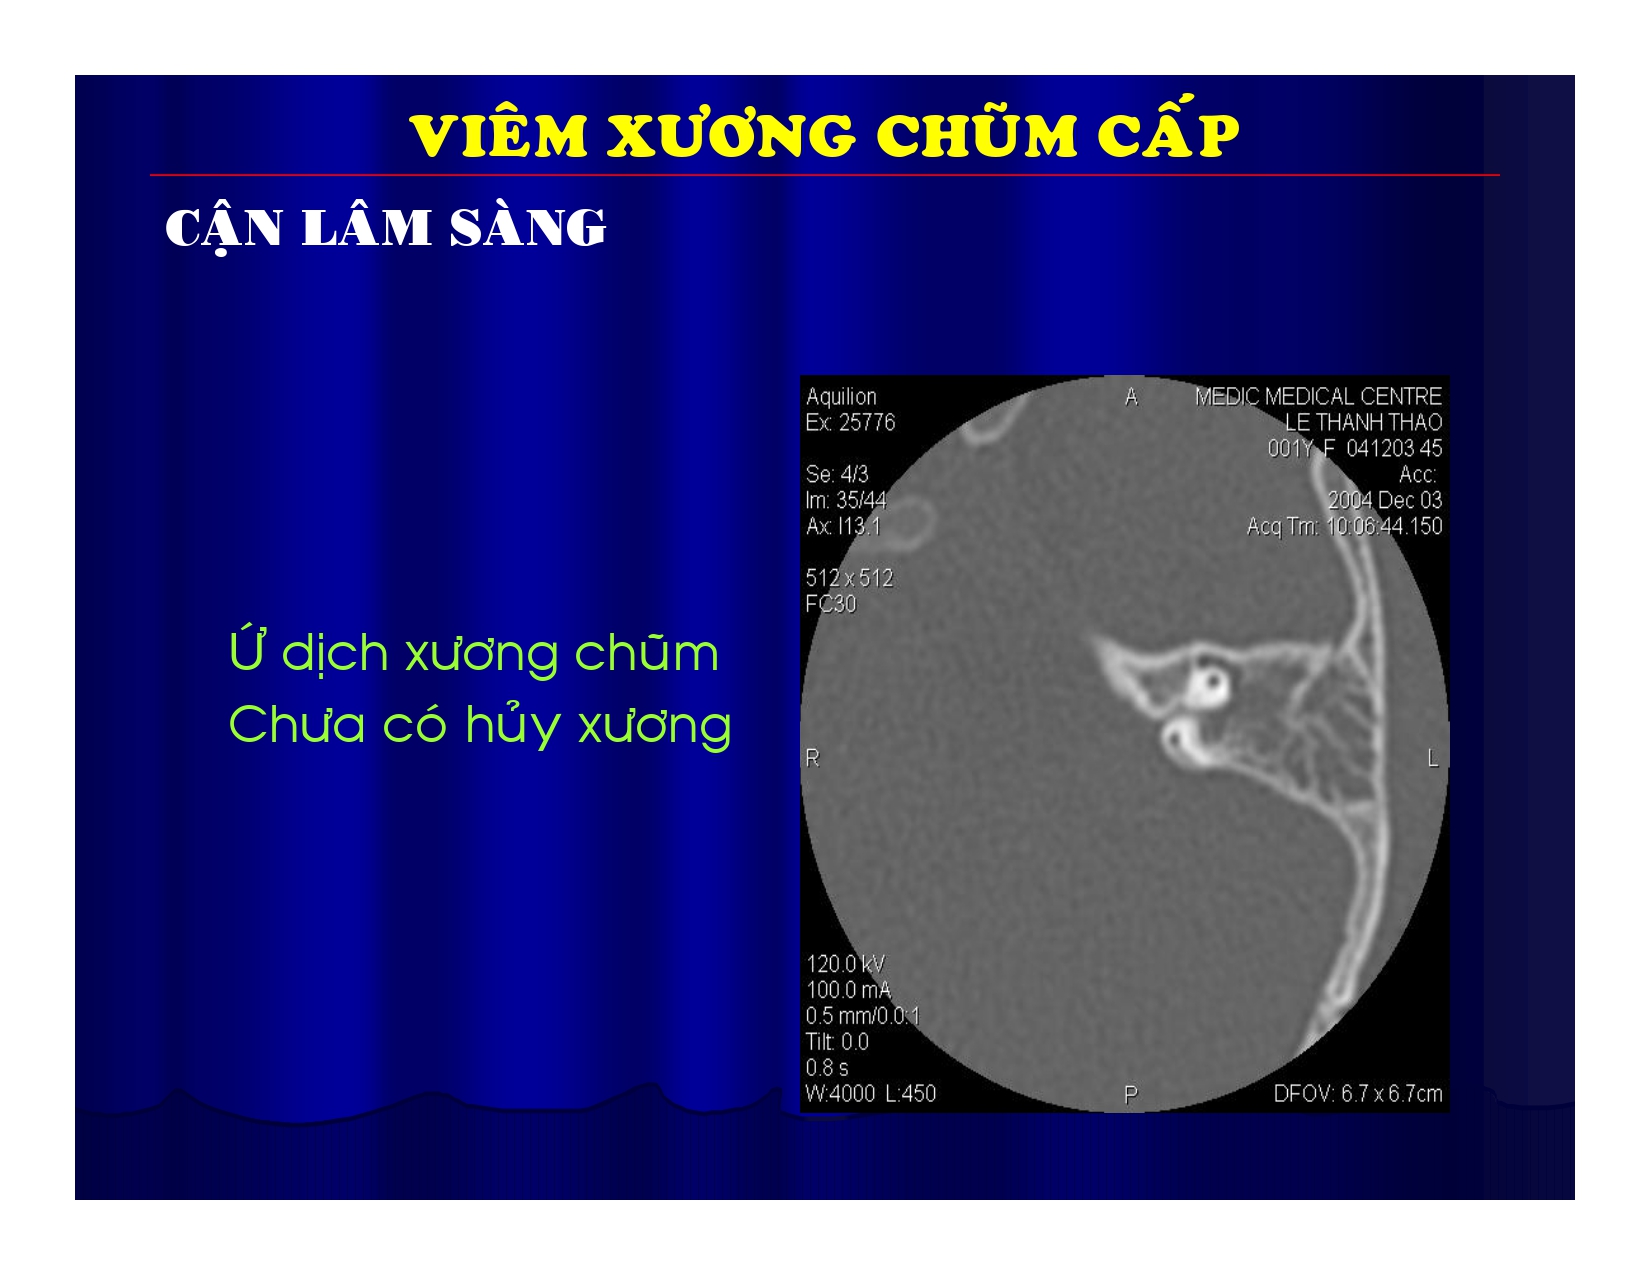 VIÊM XƯƠNG CHŨM CẤP
CẬN LÂM SÀNG
Ứ dịch xương chũm
Chưa có hủy xương
Aquilion
Ex: 25776
Se: 4/3
Im: 35/44
Ax: I13.1
512 x 512
FC30
A
MEDIC MEDICAL CENTRE
LE THANH THAO
001Y F 041203 45
Acc:
2004 Dec 03
Acq Tm: 10:06:44.150
R
L
120.0 kV
100.0 mA
0.5 mm/0.0:1
Tilt: 0.0
0.8 s
W:4000 L:450
P
DFOV: 6.7 x 6.7cm